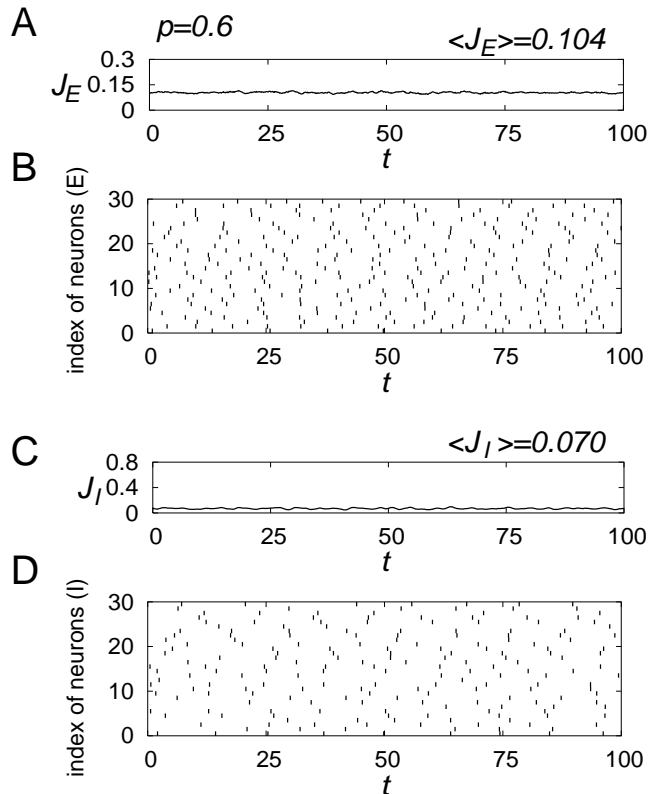 A
p=0.6
<J_E>=0.104
J_E
0.3
0.15
0
0 25 50 75 100
t
B
index of neurons (E)
30
20
10
0
0 25 50 75 100
t
C
<J_I>=0.070
J_I
0.8
0.4
0
0 25 50 75 100
t
D
index of neurons (I)
30
20
10
0
0 25 50 75 100
t